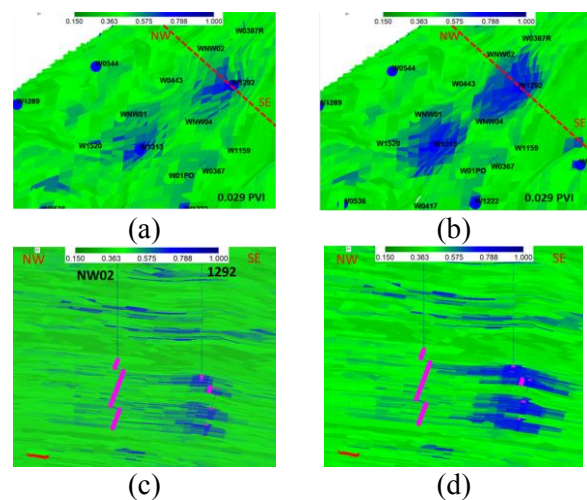 0.150 0.363 0.575 0.788 1.000
W0387R
NW
WNW02
W0544
W0443
W1292
W1289
WNW01
WNW04
SE
W1520
W1313
W1159
W0367
W01PO
W0536
W1222
0.029 PVI
(a)
0.150 0.363 0.575 0.788 1.000
W0387R
NW
WNW02
W0544
W0443
W1292
W1289
WNW01
WNW04
SE
W1520
W1313
W1159
W01PO
W0367
W0536
W0417
W1222
0.029 PVI
(b)
0.150 0.363 0.575 0.788 1.000
NW
SE
NW02
1292
(c)
0.150 0.363 0.575 0.788 1.000
NW
SE
(d)